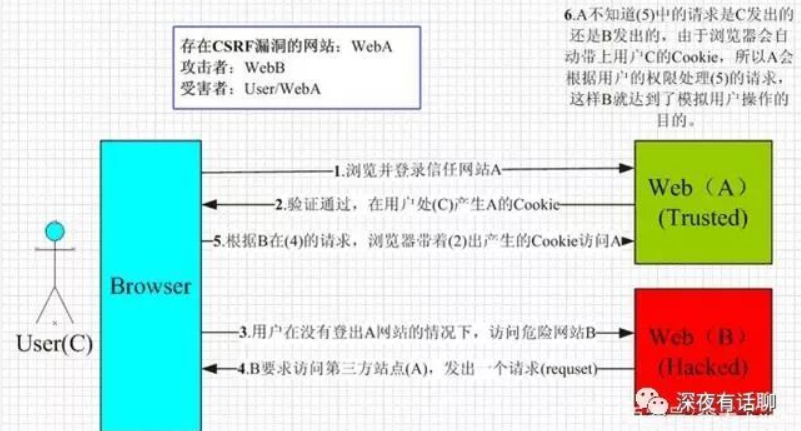 存在CSRF漏洞的网站：WebA
攻击者：WebB
受害者：User/WebA
6.A不知道(5)中的请求是C发出的
还是B发出的，由于浏览器会自
动带上用户C的Cookie，所以A会
根据用户的权限处理(5)的请求，
这样B就达到了模拟用户操作的
目的。
1.浏览并登录信任网站A
2.验证通过，在用户处(C)产生A的Cookie
5.根据B在(4)的请求，浏览器带着(2)出产生的Cookie访问A
3.用户在没有登出A网站的情况下，访问危险网站B
4.B要求访问第三方站点(A)，发出一个请求(requset)
User(C)
Browser
Web（A）
(Trusted)
Web（B）
(Hacked)
深夜有话聊